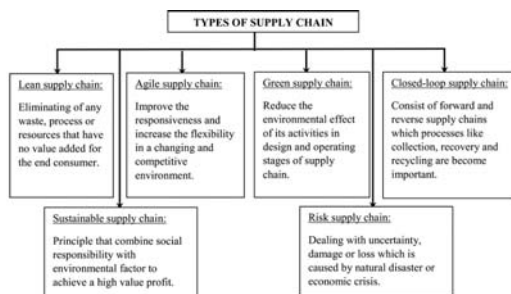 TYPES OF SUPPLY CHAIN
Lean supply chain:
Eliminating of any
waste, process or
resources that have
no value added for
the end consumer.
Agile supply chain:
Improve the
responsiveness and
increase the flexibility
in a changing and
competitive
environment.
Green supply chain:
Reduce the
environmental effect
of its activities in
design and operating
stages of supply
chain.
Closed-loop supply chain:
Consist of forward and
reverse supply chains
which processes like
collection, recovery and
recycling are become
important.
Sustainable supply chain:
Principle that combine social
responsibility with
environmental factor to
achieve a high value profit.
Risk supply chain:
Dealing with uncertainty,
damage or loss which is
caused by natural disaster or
economic crisis.